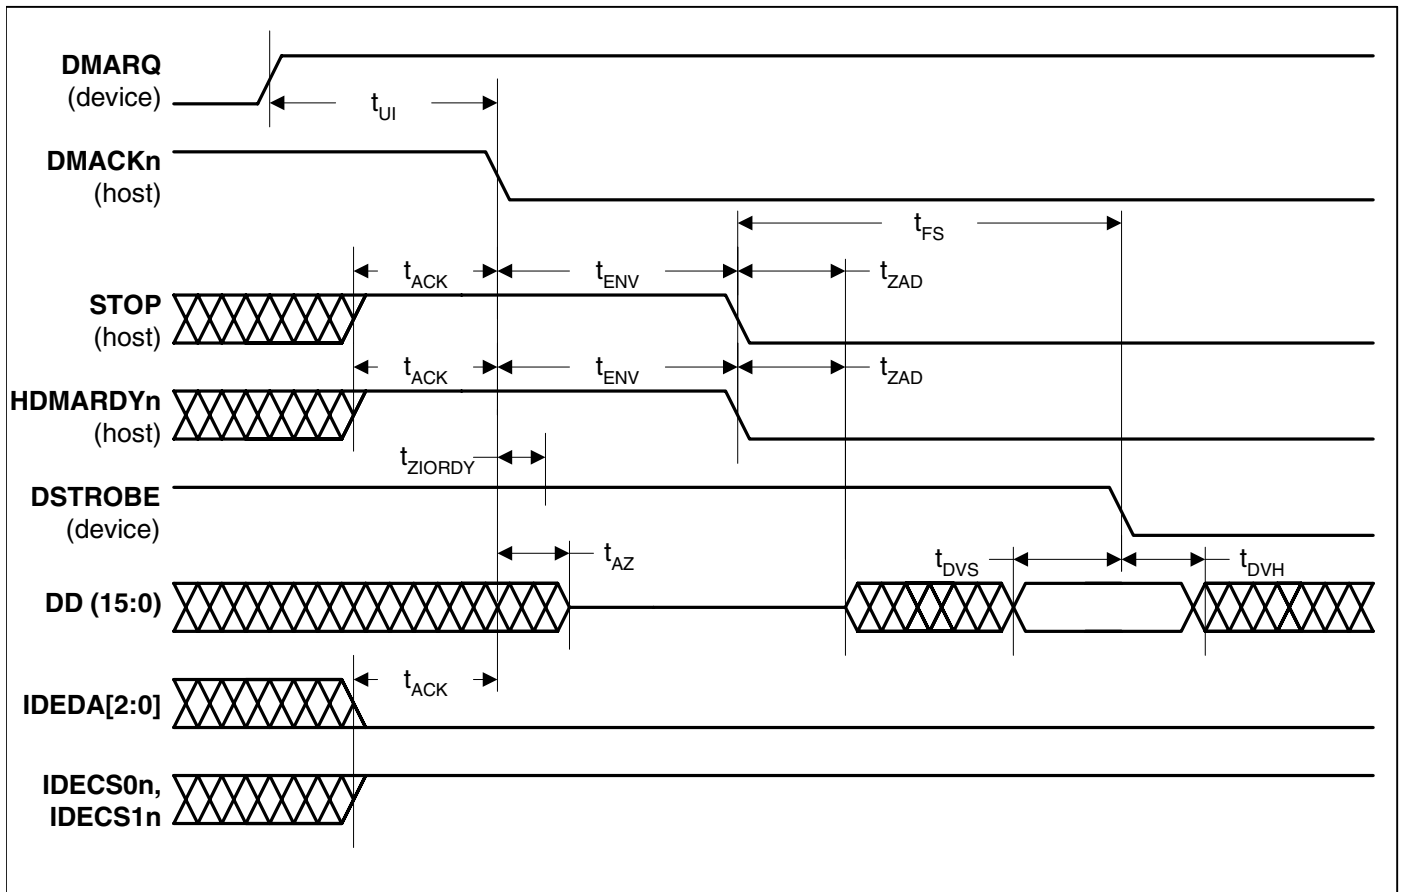 DMARQ
(device)
tUI
DMACKn
(host)
tFS
tACK
tENV
tZAD
STOP
(host)
tACK
tENV
tZAD
HDMARDYn
(host)
tZIORDY
DSTROBE
(device)
tAZ
tDVS
tDVH
DD (15:0)
tACK
IDEDA[2:0]
IDECS0n,
IDECS1n